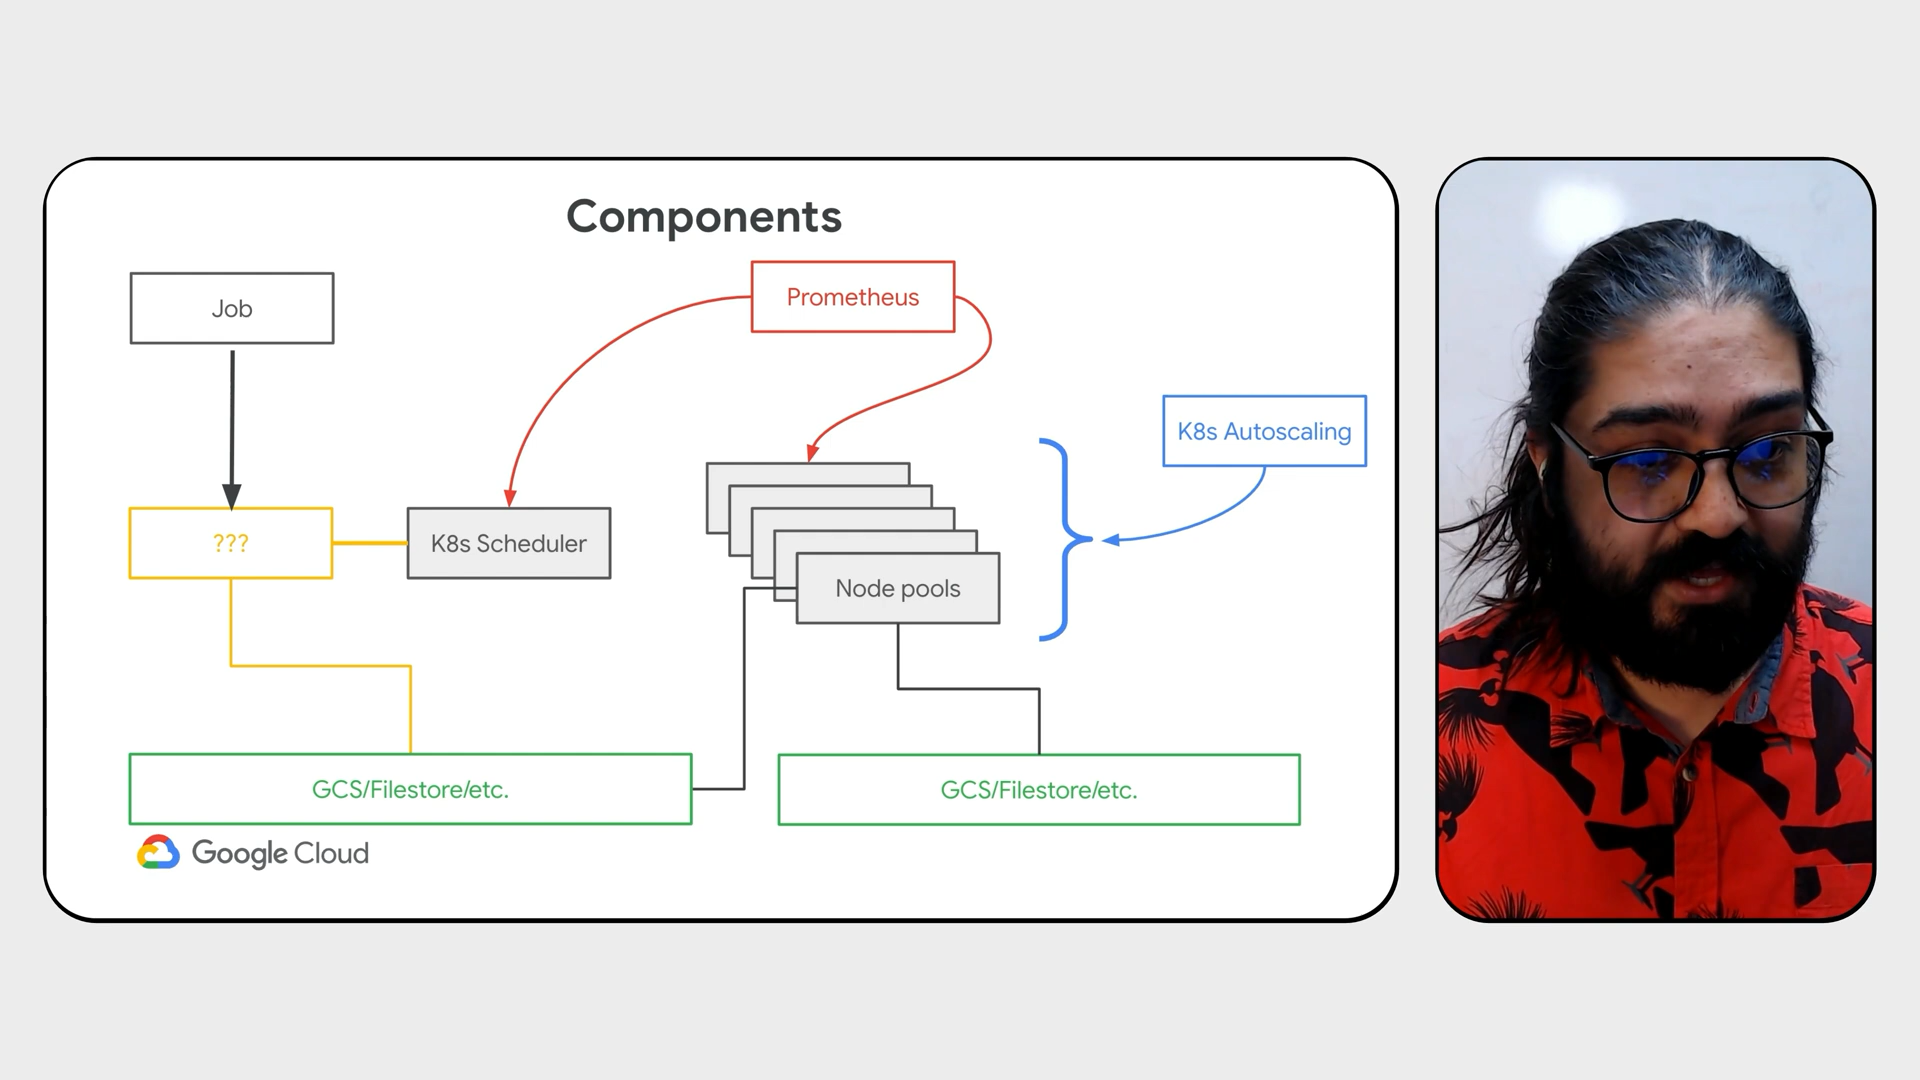 Components
Job
Prometheus
K8s Autoscaling
???
K8s Scheduler
Node pools
GCS/Filestore/etc.
GCS/Filestore/etc.
Google Cloud